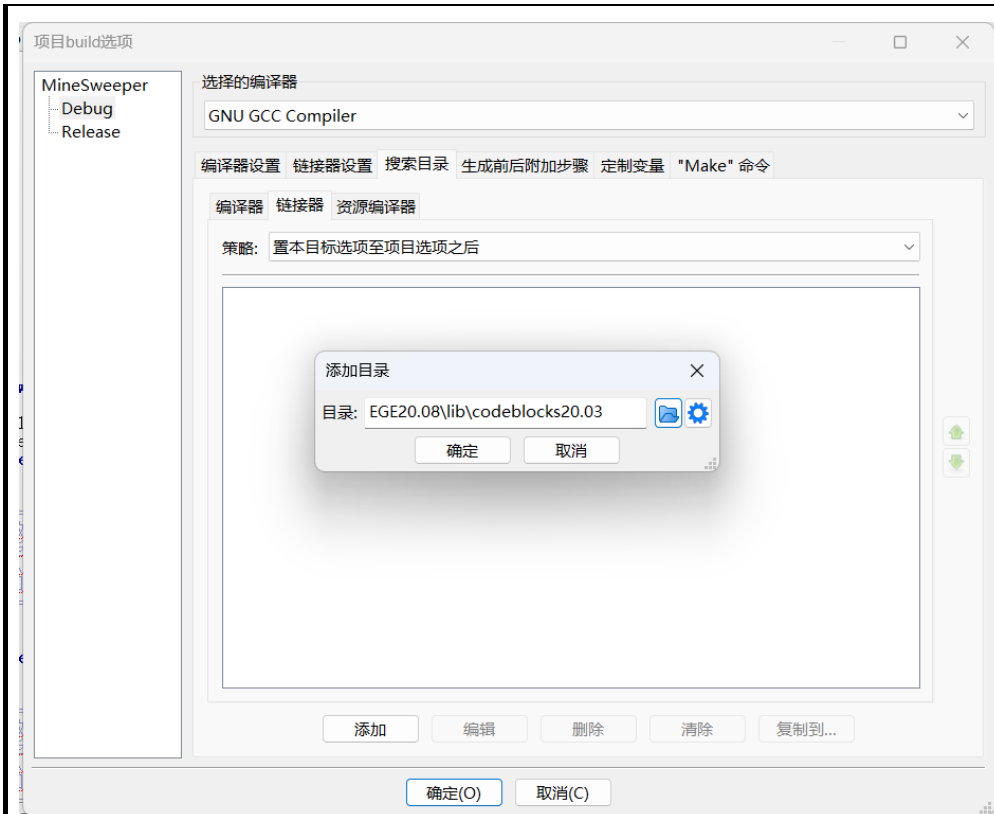 项目build选项
MineSweeper
Debug
Release
选择的编译器
GNU GCC Compiler
编译器设置 链接器设置 搜索目录 生成前后附加步骤 定制变量 "Make" 命令
编译器 链接器 资源编译器
策略: 置本目标选项至项目选项之后
添加目录
目录: EGE20.08\lib\codeblocks20.03
确定 取消
添加 编辑 删除 清除 复制到...
确定(O) 取消(C)